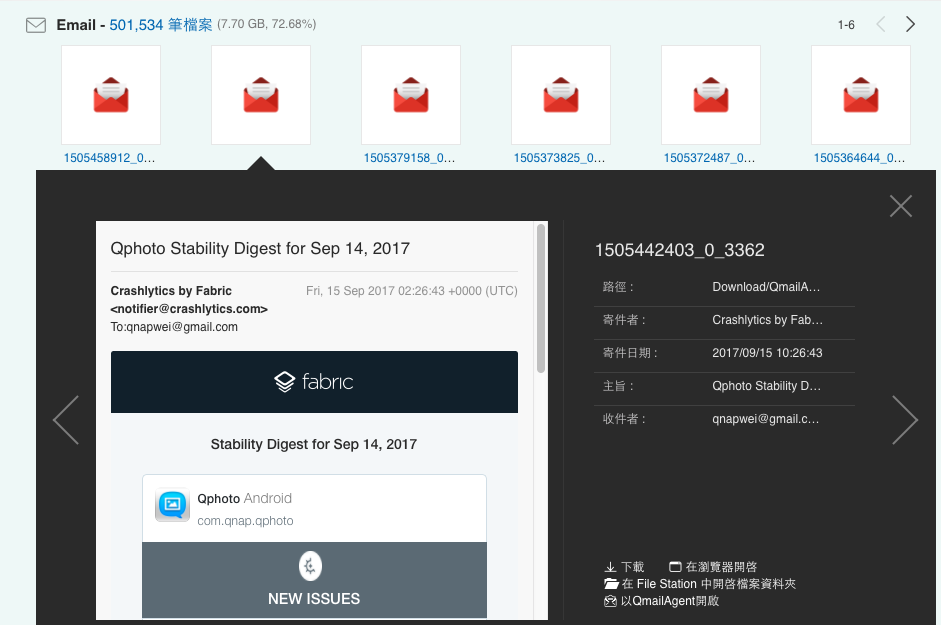 Email - 501,534 筆檔案 (7.70 GB, 72.68%)
1-6
1505458912_0...
1505379158_0...
1505373825_0...
1505372487_0...
1505364644_0...
Qphoto Stability Digest for Sep 14, 2017
Crashlytics by Fabric
Fri, 15 Sep 2017 02:26:43 +0000 (UTC)
<notifier@crashlytics.com>
To:qnapwei@gmail.com
fabric
Stability Digest for Sep 14, 2017
Qphoto Android
com.qnap.qphoto
NEW ISSUES
1505442403_0_3362
路徑 : Download/QmailA...
寄件者 : Crashlytics by Fab...
寄件日期 : 2017/09/15 10:26:43
主旨 : Qphoto Stability D...
收件者 : qnapwei@gmail.c...
下載 在瀏覽器開啓
在 File Station 中開啓檔案資料夾
以QmailAgent開啟